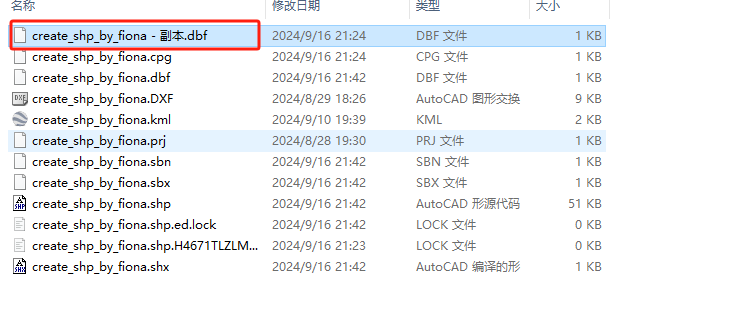 名称 修改日期 类型 大小
create_shp_by_fiona - 副本.dbf 2024/9/16 21:24 DBF 文件 1 KB
create_shp_by_fiona.cpg 2024/9/16 21:24 CPG 文件 1 KB
create_shp_by_fiona.dbf 2024/9/16 21:42 DBF 文件 1 KB
create_shp_by_fiona.DXF 2024/8/29 18:26 AutoCAD 图形交换 9 KB
create_shp_by_fiona.kml 2024/9/10 19:39 KML 2 KB
create_shp_by_fiona.prj 2024/8/28 19:30 PRJ 文件 1 KB
create_shp_by_fiona.sbn 2024/9/16 21:42 SBN 文件 1 KB
create_shp_by_fiona.sbx 2024/9/16 21:42 SBX 文件 1 KB
create_shp_by_fiona.shp 2024/9/16 21:42 AutoCAD 形源代码 51 KB
create_shp_by_fiona.shp.ed.lock 2024/9/16 21:42 LOCK 文件 0 KB
create_shp_by_fiona.shp.H4671TLZLM... 2024/9/16 21:23 LOCK 文件 0 KB
create_shp_by_fiona.shx 2024/9/16 21:42 AutoCAD 编译的形 1 KB